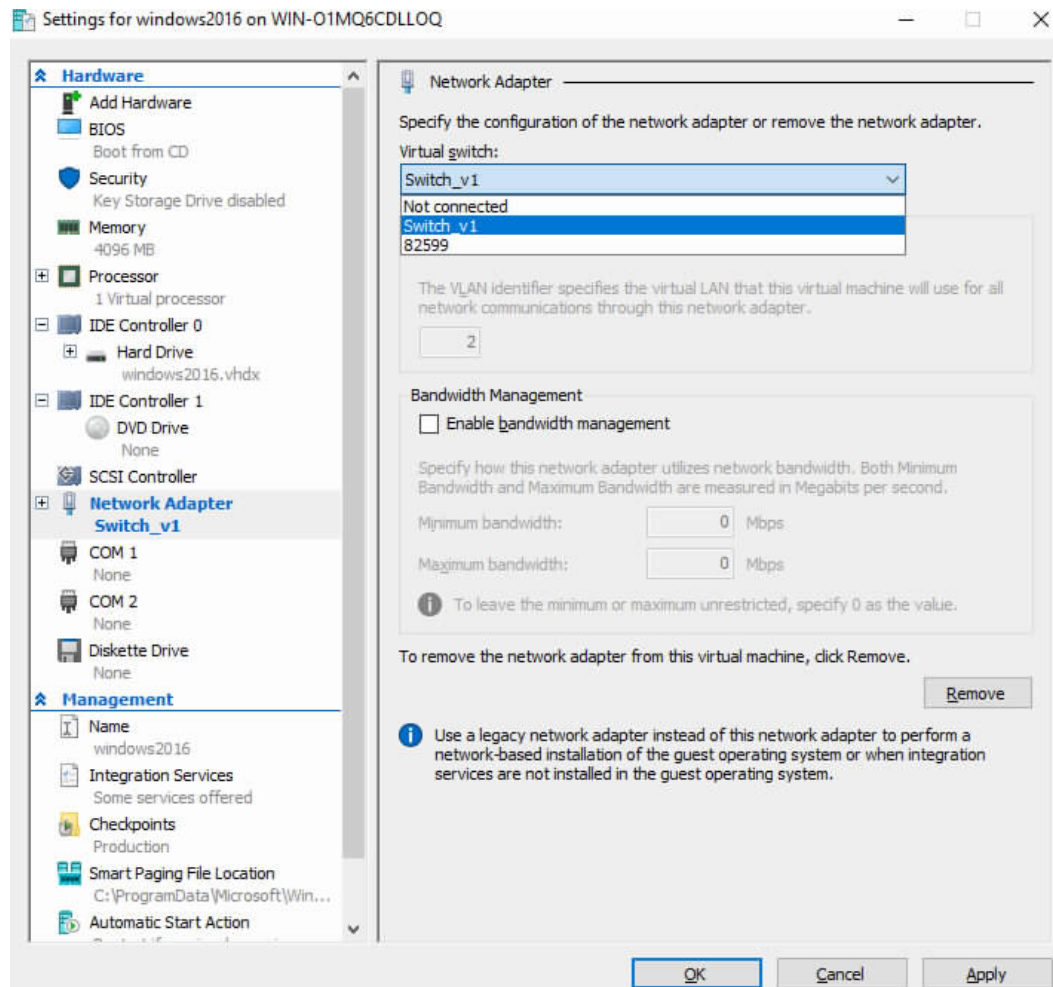 Settings for windows2016 on WIN-O1MQ6CDLLOQ
Hardware
Add Hardware
BIOS
Boot from CD
Security
Key Storage Drive disabled
Memory
4096 MB
Processor
1 Virtual processor
IDE Controller 0
Hard Drive
windows2016.vhdx
IDE Controller 1
DVD Drive
None
SCSI Controller
Network Adapter
Switch_v1
COM 1
None
COM 2
None
Diskette Drive
None
Management
Name
windows2016
Integration Services
Some services offered
Checkpoints
Production
Smart Paging File Location
C:\ProgramData\Microsoft\Win...
Automatic Start Action
Network Adapter
Specify the configuration of the network adapter or remove the network adapter.
Virtual switch:
Switch_v1
Not connected
Switch_v1
82599
The VLAN identifier specifies the virtual LAN that this virtual machine will use for all
network communications through this network adapter.
2
Bandwidth Management
Enable bandwidth management
Specify how this network adapter utilizes network bandwidth. Both Minimum
Bandwidth and Maximum Bandwidth are measured in Megabits per second.
Minimum bandwidth: 0 Mbps
Maximum bandwidth: 0 Mbps
To leave the minimum or maximum unrestricted, specify 0 as the value.
To remove the network adapter from this virtual machine, click Remove.
Remove
Use a legacy network adapter instead of this network adapter to perform a
network-based installation of the guest operating system or when integration
services are not installed in the guest operating system.
OK Cancel Apply